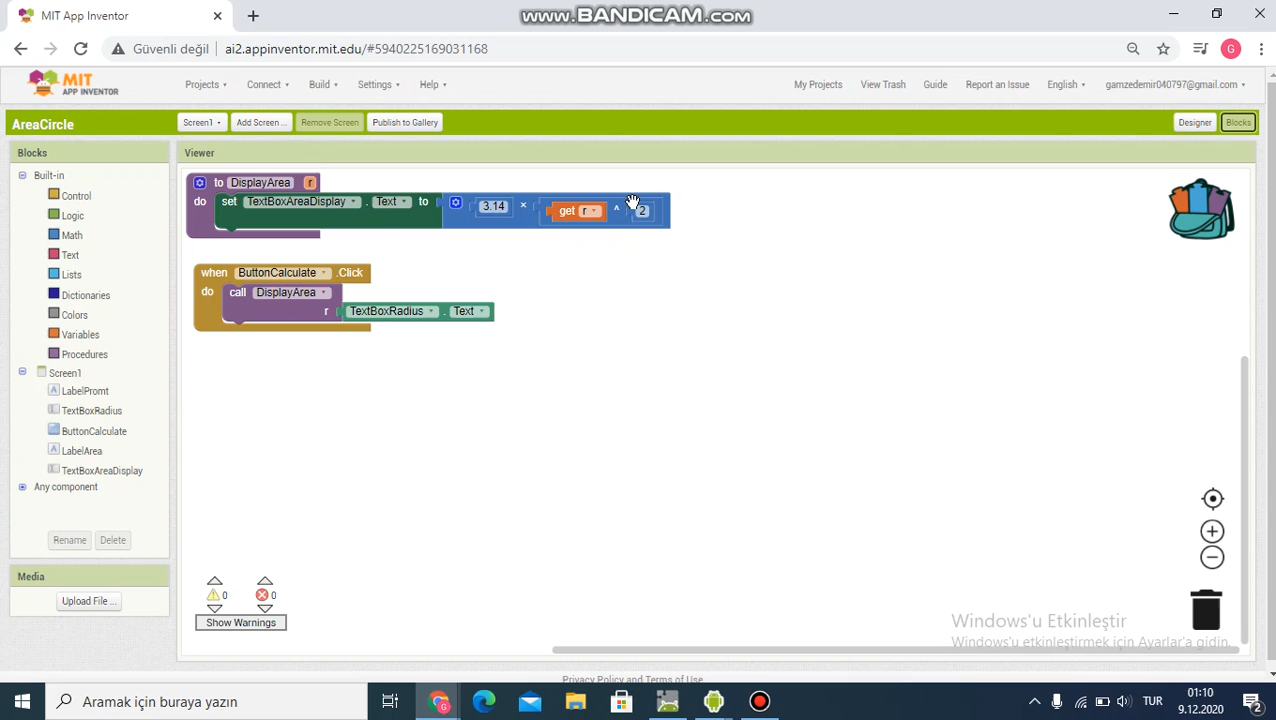 MIT App Inventor
www.BANDICAM.com
Güvenli değil
ai2.appinventor.mit.edu/#5940225169031168
G
MIT
APP INVENTOR
Projects
Connect
Build
Settings
Help
My Projects
View Trash
Guide
Report an Issue
English
gamzedemir040797@gmail.com
AreaCircle
Screen1
Add Screen ...
Remove Screen
Publish to Gallery
Designer
Blocks
Blocks
Viewer
Built-in
Control
Logic
Math
Text
Lists
Dictionaries
Colors
Variables
Procedures
Screen1
LabelPromt
TextBoxRadius
ButtonCalculate
LabelArea
TextBoxAreaDisplay
Any component
Rename
Delete
Media
Upload File ...
to DisplayArea r
do set TextBoxAreaDisplay . Text to 3.14 × get r ^ 2
when ButtonCalculate .Click
do call DisplayArea
r TextBoxRadius . Text
0 0
Show Warnings
Windows'u Etkinleştir
Windows'u etkinleştirmek için Ayarlar'a gidin.
Privacy Policy and Terms of Use
Aramak için buraya yazın
TUR
01:10
9.12.2020
2